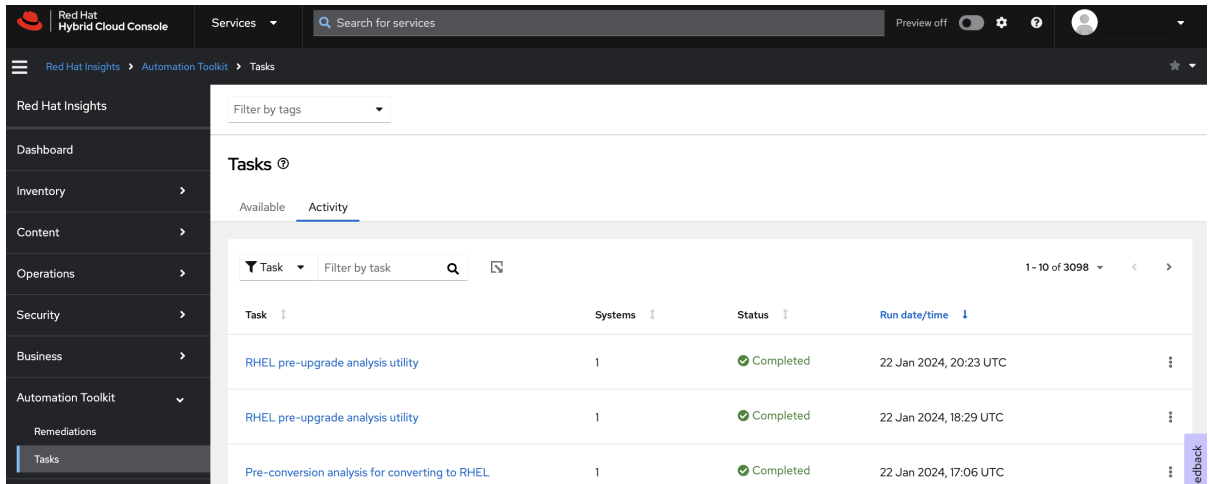 Red Hat
Hybrid Cloud Console
Services
Search for services
Preview off
Red Hat Insights > Automation Toolkit > Tasks
Red Hat Insights
Dashboard
Inventory
Content
Operations
Security
Business
Automation Toolkit
Remediations
Tasks
Filter by tags
Tasks
Available Activity
Task Filter by task 1 - 10 of 3098
Task Systems Status Run date/time
RHEL pre-upgrade analysis utility 1 Completed 22 Jan 2024, 20:23 UTC
RHEL pre-upgrade analysis utility 1 Completed 22 Jan 2024, 18:29 UTC
Pre-conversion analysis for converting to RHEL 1 Completed 22 Jan 2024, 17:06 UTC